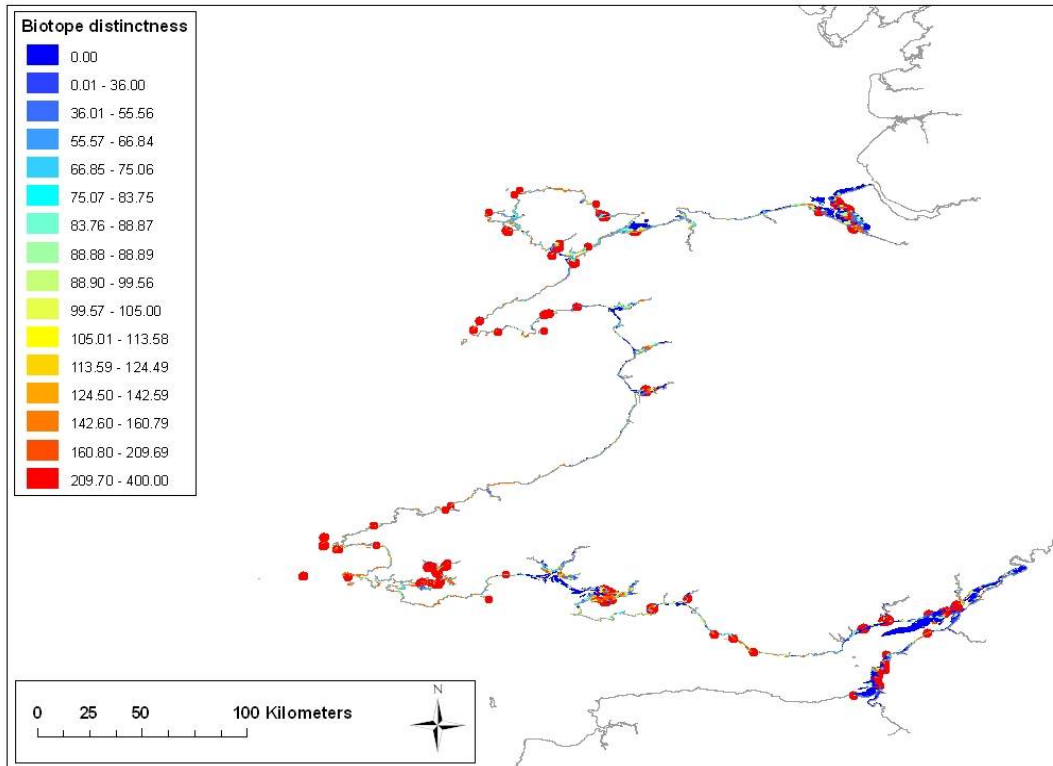 Biotope distinctness
0.00
0.01 - 36.00
36.01 - 55.56
55.57 - 66.84
66.85 - 75.06
75.07 - 83.75
83.76 - 88.87
88.88 - 88.89
88.90 - 99.56
99.57 - 105.00
105.01 - 113.58
113.59 - 124.49
124.50 - 142.59
142.60 - 160.79
160.80 - 209.69
209.70 - 400.00
N
0 25 50 100 Kilometers